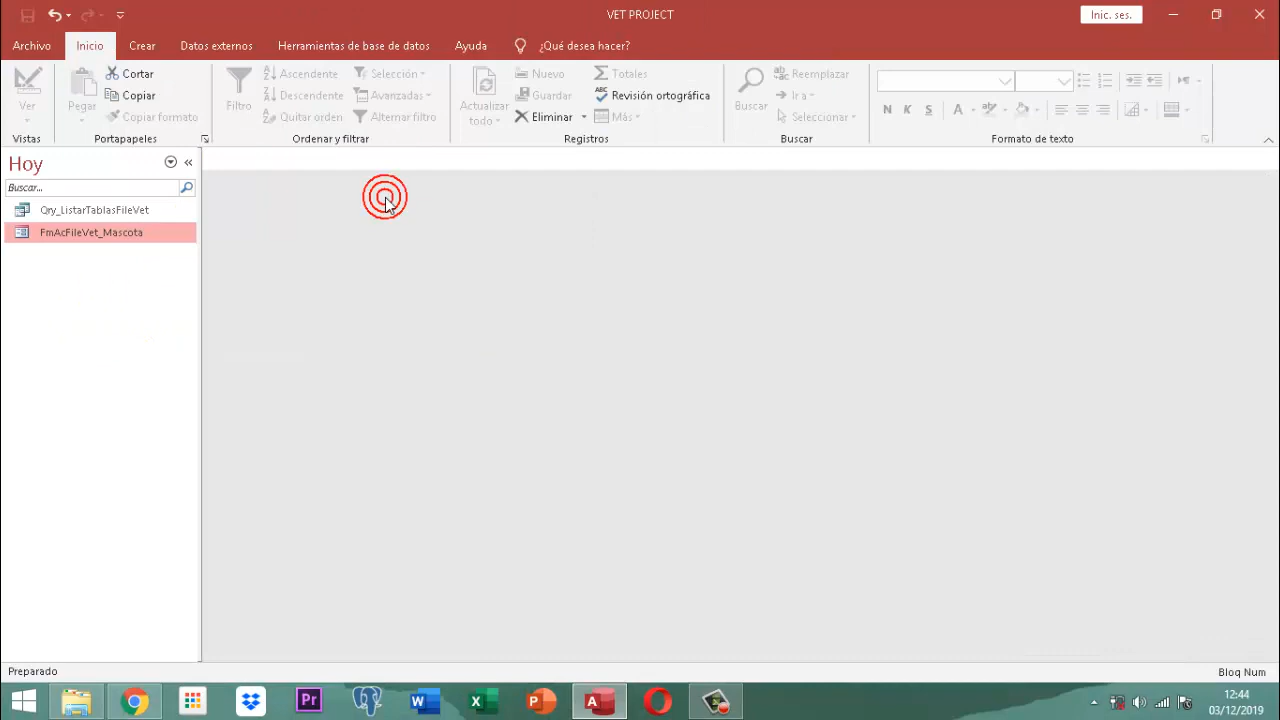 VET PROJECT
Inic. ses.
Archivo
Inicio
Crear
Datos externos
Herramientas de base de datos
Ayuda
¿Qué desea hacer?
Ver
Vistas
Pegar
Cortar
Copiar
Copiar formato
Portapapeles
Filtro
Ascendente
Descendente
Quitar orden
Selección
Avanzadas
Alternar filtro
Ordenar y filtrar
Actualizar
todo
Nuevo
Guardar
Eliminar
Totales
Revisión ortográfica
Más
Registros
Buscar
Reemplazar
Ir a
Seleccionar
Buscar
N K S
A
Formato de texto
Hoy
Buscar...
Qry_ListarTablasFileVet
FmAcFileVet_Mascota
Preparado
Bloq Num
Pr
W
X
P
A
12:44
03/12/2019